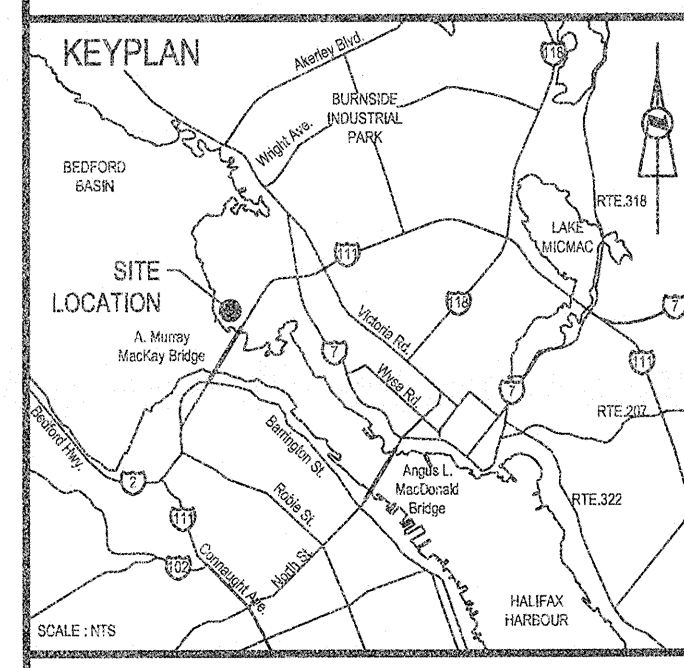 KEYPLAN
Akerley Blvd.
118
BURNSIDE
INDUSTRIAL
PARK
Wright Ave.
BEDFORD
BASIN
RTE.318
LAKE
MICMAC
111
SITE
LOCATION
118
7
Victoria Rd.
A. Murray
MacKay Bridge
7
111
Wyse Rd.
7
RTE.207
Bedford Hwy.
Barrington St.
2
Angus L.
MacDonald
Bridge
Robie St.
RTE.322
111
102
Connaught Ave.
North St.
HALIFAX
HARBOUR
SCALE : NTS